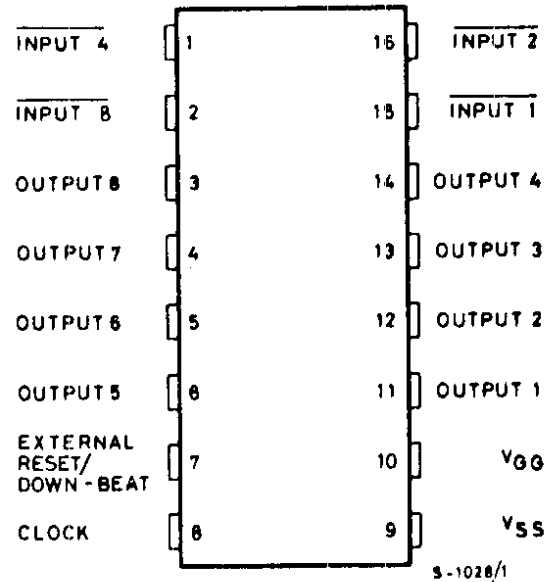 INPUT 4 1 16 INPUT 2
INPUT 8 2 15 INPUT 1
OUTPUT 8 3 14 OUTPUT 4
OUTPUT 7 4 13 OUTPUT 3
OUTPUT 6 5 12 OUTPUT 2
OUTPUT 5 6 11 OUTPUT 1
EXTERNAL
RESET/
DOWN-BEAT 7 10 VGG
CLOCK 8 9 VSS
S-1028/1